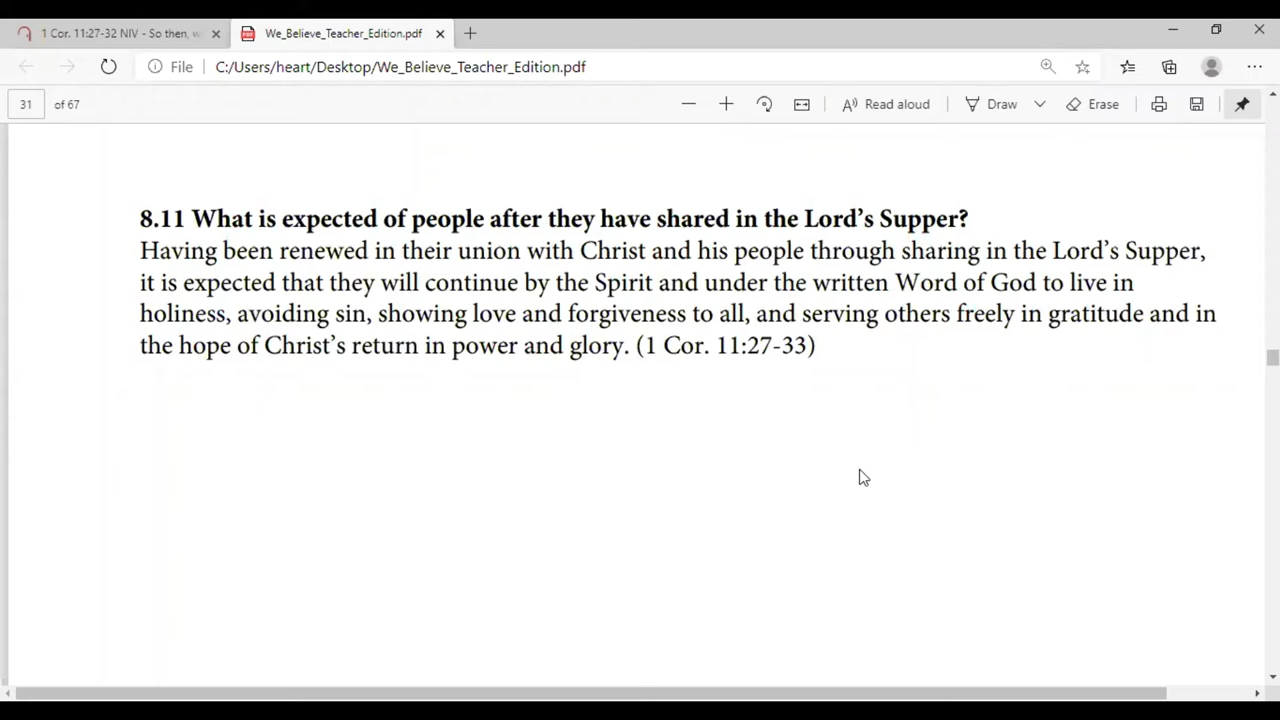 1 Cor. 11:27-32 NIV - So then, w
We_Believe_Teacher_Edition.pdf
File C:/Users/heart/Desktop/We_Believe_Teacher_Edition.pdf
31 of 67 Read aloud Draw Erase
8.11 What is expected of people after they have shared in the Lord’s Supper?
Having been renewed in their union with Christ and his people through sharing in the Lord’s Supper,
it is expected that they will continue by the Spirit and under the written Word of God to live in
holiness, avoiding sin, showing love and forgiveness to all, and serving others freely in gratitude and in
the hope of Christ’s return in power and glory. (1 Cor. 11:27-33)